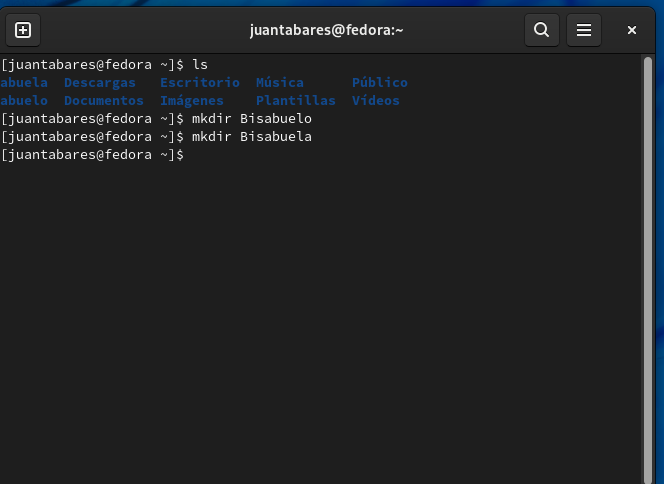 juantabares@fedora:~
[juantabares@fedora ~]$ ls
abuela  Descargas   Escritorio  Música      Público
abuelo  Documentos  Imágenes    Plantillas  Vídeos
[juantabares@fedora ~]$ mkdir Bisabuelo
[juantabares@fedora ~]$ mkdir Bisabuela
[juantabares@fedora ~]$